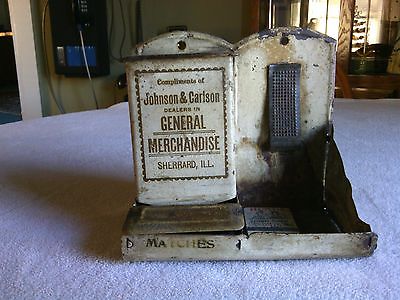 Compliments of
Johnson & Carlson
DEALERS IN
GENERAL
MERCHANDISE
SHERRARD, ILL.
MATCHES